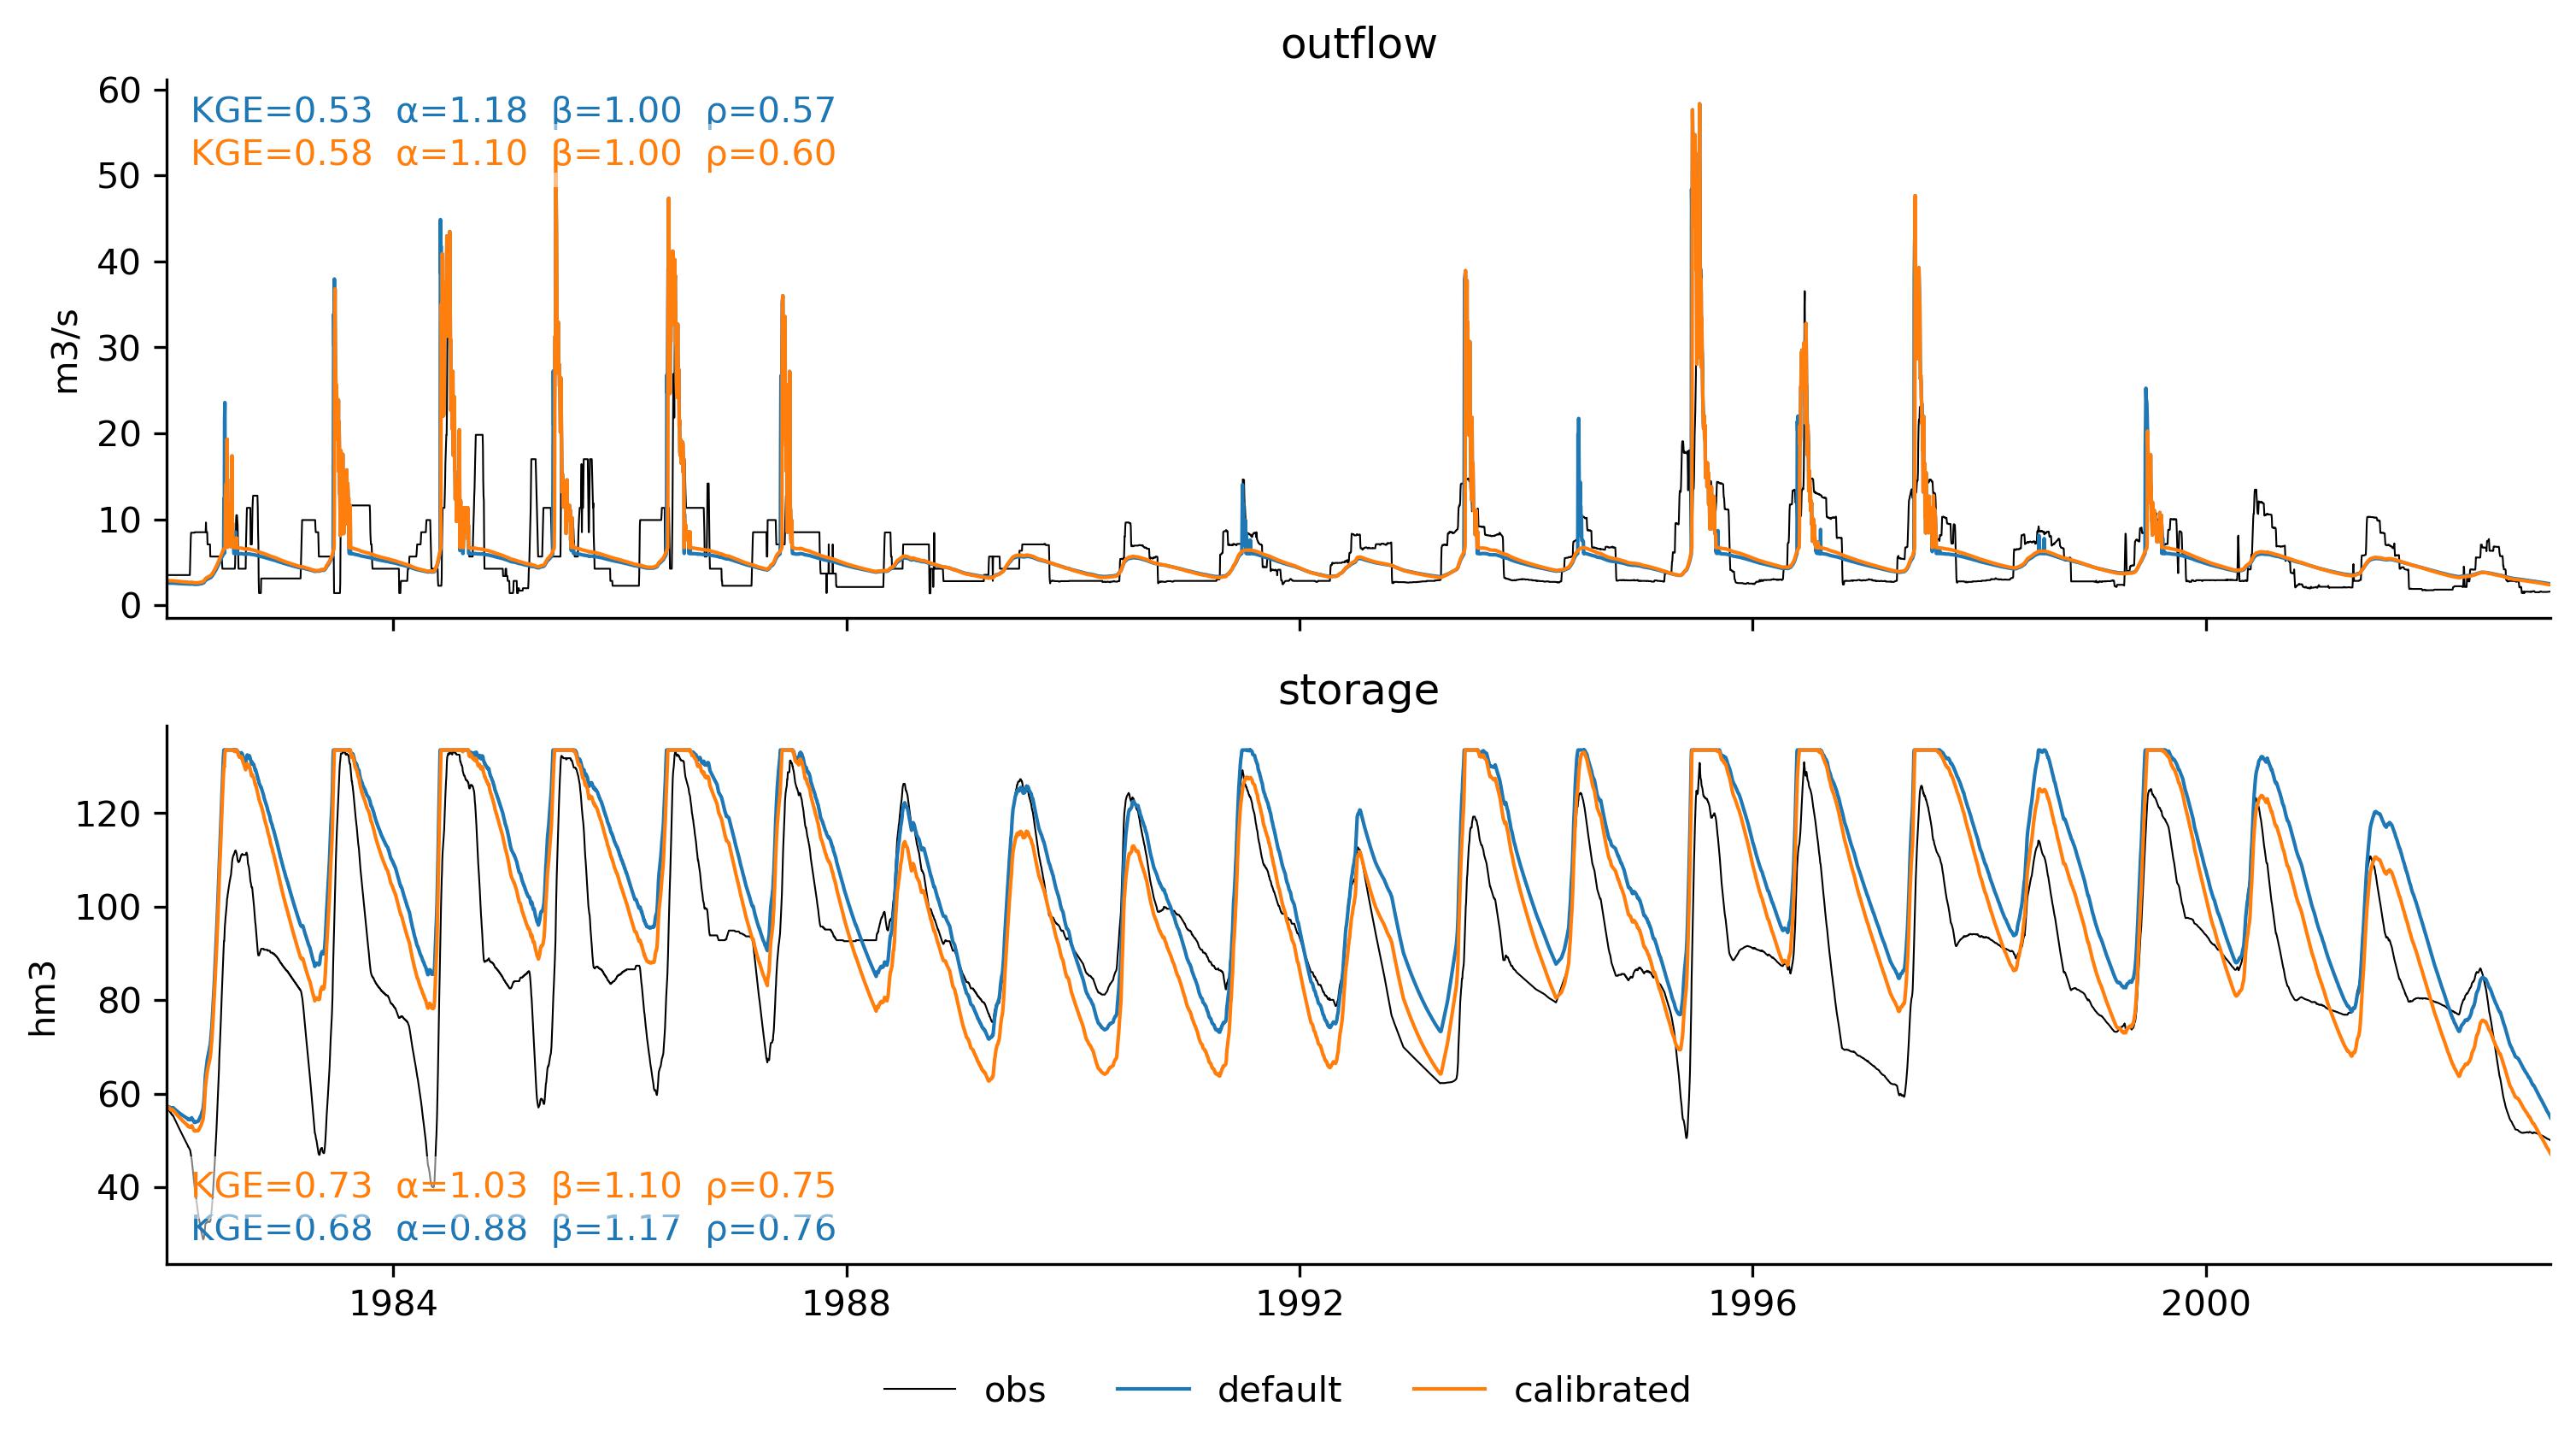 outflow
60
50
40
30
20
10
0
m3/s
KGE=0.53 α=1.18 β=1.00 ρ=0.57
KGE=0.58 α=1.10 β=1.00 ρ=0.60
storage
120
100
80
60
40
hm3
KGE=0.73 α=1.03 β=1.10 ρ=0.75
KGE=0.68 α=0.88 β=1.17 ρ=0.76
1984 1988 1992 1996 2000
obs default calibrated